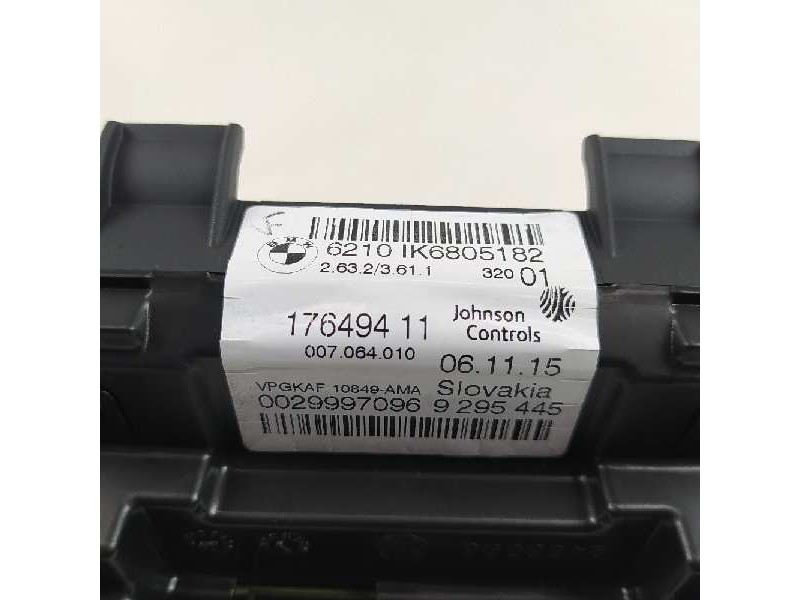 BMW
6210 IK6805182
2.63.2/3.61.1 320 01
176494 11 Johnson
Controls
007.064.010 06.11.15
VPGKAF 10849-AMA Slovakia
0029997096 9 295 445